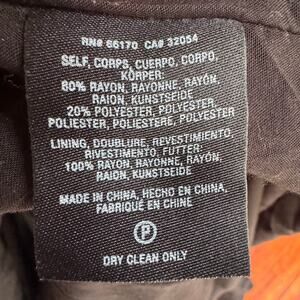 RN# 66170 CA# 32054
SELF, CORPS, CUERPO, CORPO,
KÖRPER:
80% RAYON, RAYONNE, RAYÓN,
RAION, KUNSTSEIDE
20% POLYESTER, POLYESTER,
POLIESTER, POLIESTERE, POLYESTER
LINING, DOUBLURE, REVESTIMIENTO,
RIVESTIMENTO, FUTTER:
100% RAYON, RAYONNE, RAYÓN,
RAION, KUNSTSEIDE
MADE IN CHINA, HECHO EN CHINA,
FABRIQUÉ EN CHINE
P
DRY CLEAN ONLY